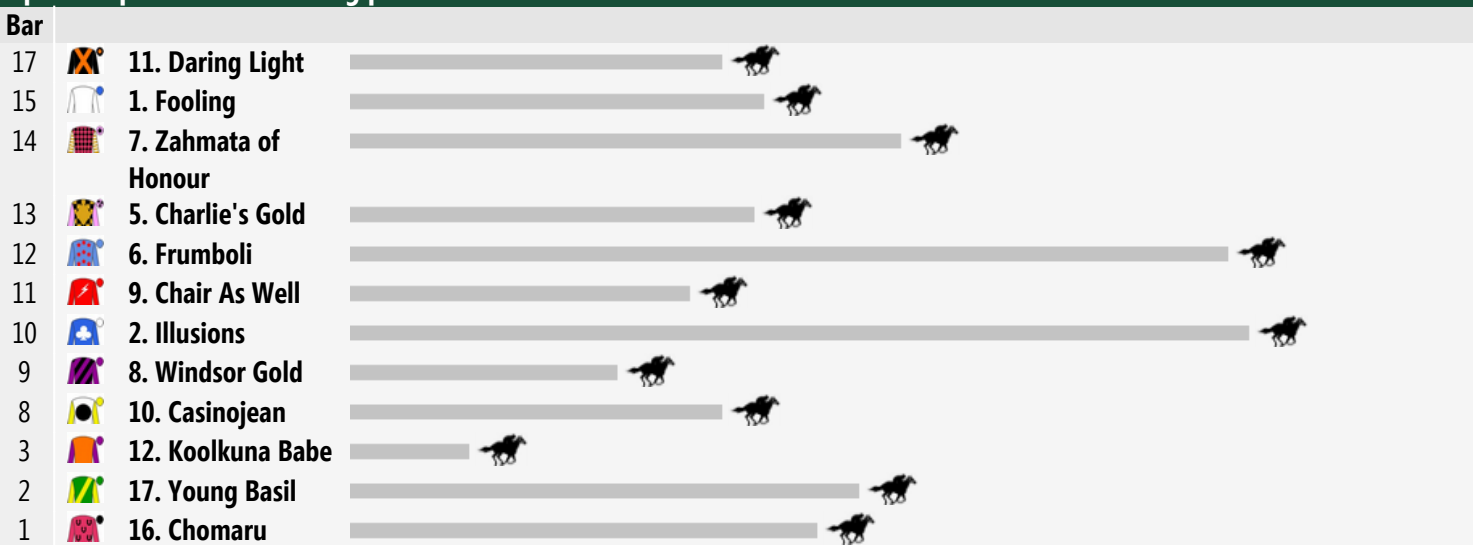 Bar
17 11. Daring Light
15 1. Fooling
14 7. Zahmata of
Honour
13 5. Charlie's Gold
12 6. Frumboli
11 9. Chair As Well
10 2. Illusions
9 8. Windsor Gold
8 10. Casinojean
3 12. Koolkuna Babe
2 17. Young Basil
1 16. Chomaru